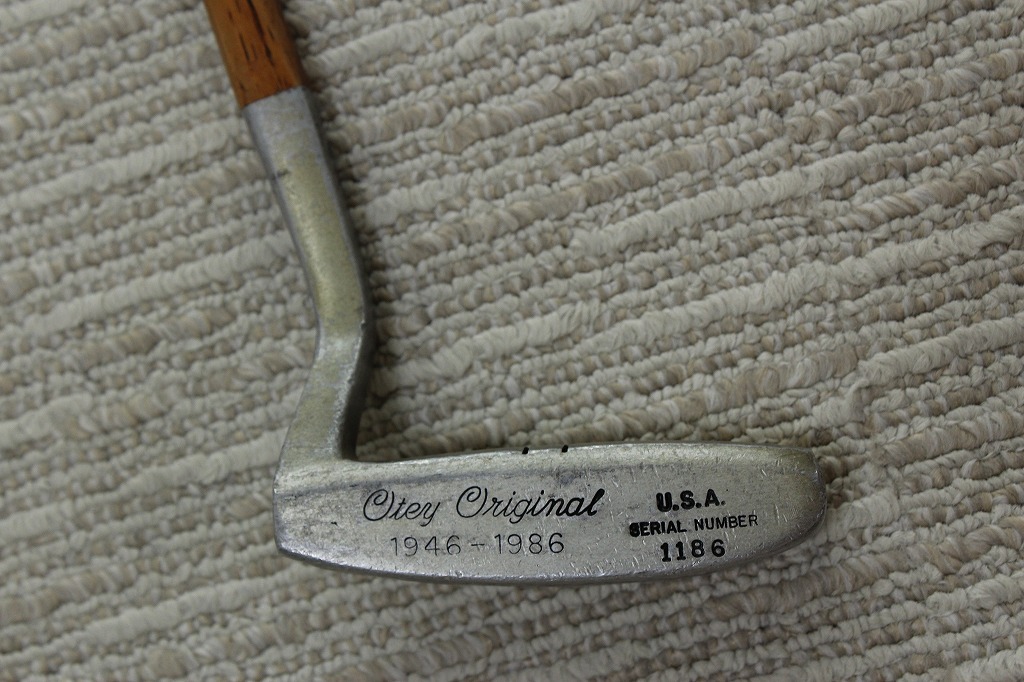 Otey Original
1946-1986
U.S.A.
SERIAL NUMBER
1186